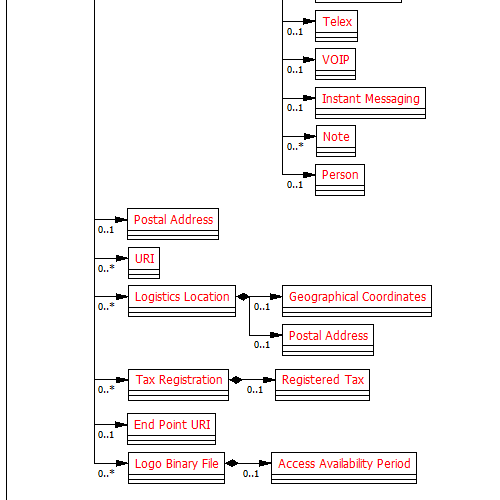 Telex
0..1
VOIP
0..1
Instant Messaging
0..1
Note
0..*
Person
0..1
Postal Address
0..1
URI
0..*
Logistics Location
0..*
Geographical Coordinates
0..1
Postal Address
0..1
Tax Registration
0..*
Registered Tax
0..1
End Point URI
0..1
Logo Binary File
0..*
Access Availability Period
0..1